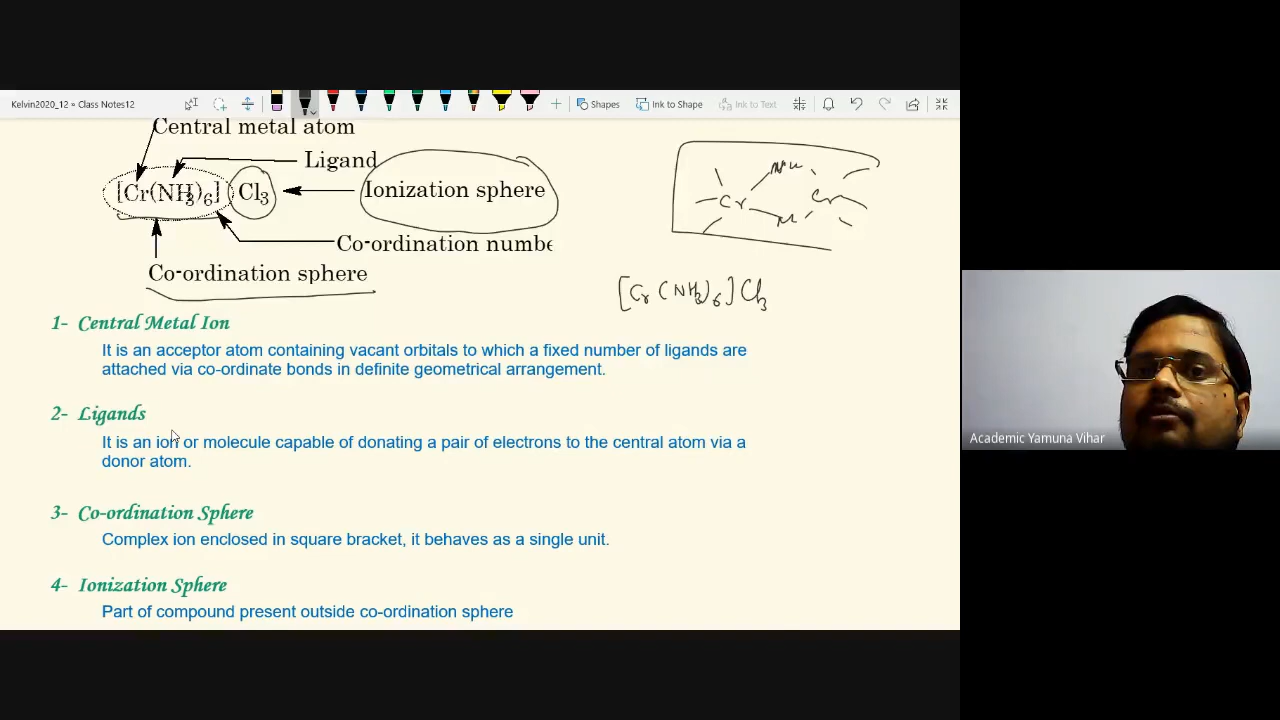 Kelvin2020_12 » Class Notes12
Shapes
Ink to Shape
Ink to Text
Central metal atom
Ligand
[Cr(NH3)6] Cl3
Ionization sphere
Co-ordination numbe
Co-ordination sphere
Cr
Cr
[Cr(NH3)6]Cl3
1- Central Metal Ion
It is an acceptor atom containing vacant orbitals to which a fixed number of ligands are
attached via co-ordinate bonds in definite geometrical arrangement.
2- Ligands
It is an ion or molecule capable of donating a pair of electrons to the central atom via a
donor atom.
3- Co-ordination Sphere
Complex ion enclosed in square bracket, it behaves as a single unit.
4- Ionization Sphere
Part of compound present outside co-ordination sphere
Academic Yamuna Vihar